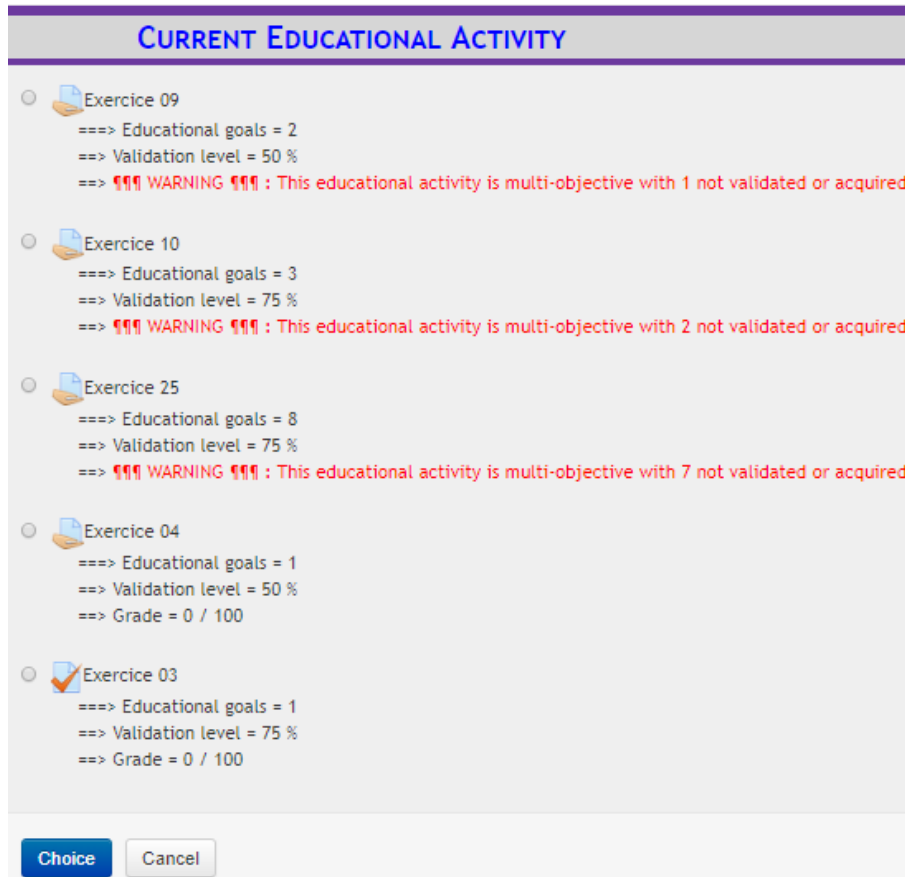 CURRENT EDUCATIONAL ACTIVITY
Exercice 09
===> Educational goals = 2
==> Validation level = 50 %
==> ¶¶¶ WARNING ¶¶¶ : This educational activity is multi-objective with 1 not validated or acquired
Exercice 10
===> Educational goals = 3
==> Validation level = 75 %
==> ¶¶¶ WARNING ¶¶¶ : This educational activity is multi-objective with 2 not validated or acquired
Exercice 25
===> Educational goals = 8
==> Validation level = 75 %
==> ¶¶¶ WARNING ¶¶¶ : This educational activity is multi-objective with 7 not validated or acquired
Exercice 04
===> Educational goals = 1
==> Validation level = 50 %
==> Grade = 0 / 100
Exercice 03
===> Educational goals = 1
==> Validation level = 75 %
==> Grade = 0 / 100
Choice Cancel